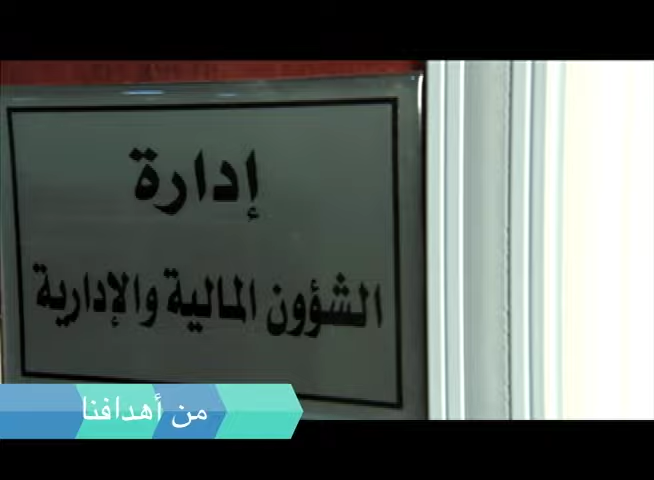 إدارة
الشؤون المالية والإدارية
من أهدافنا